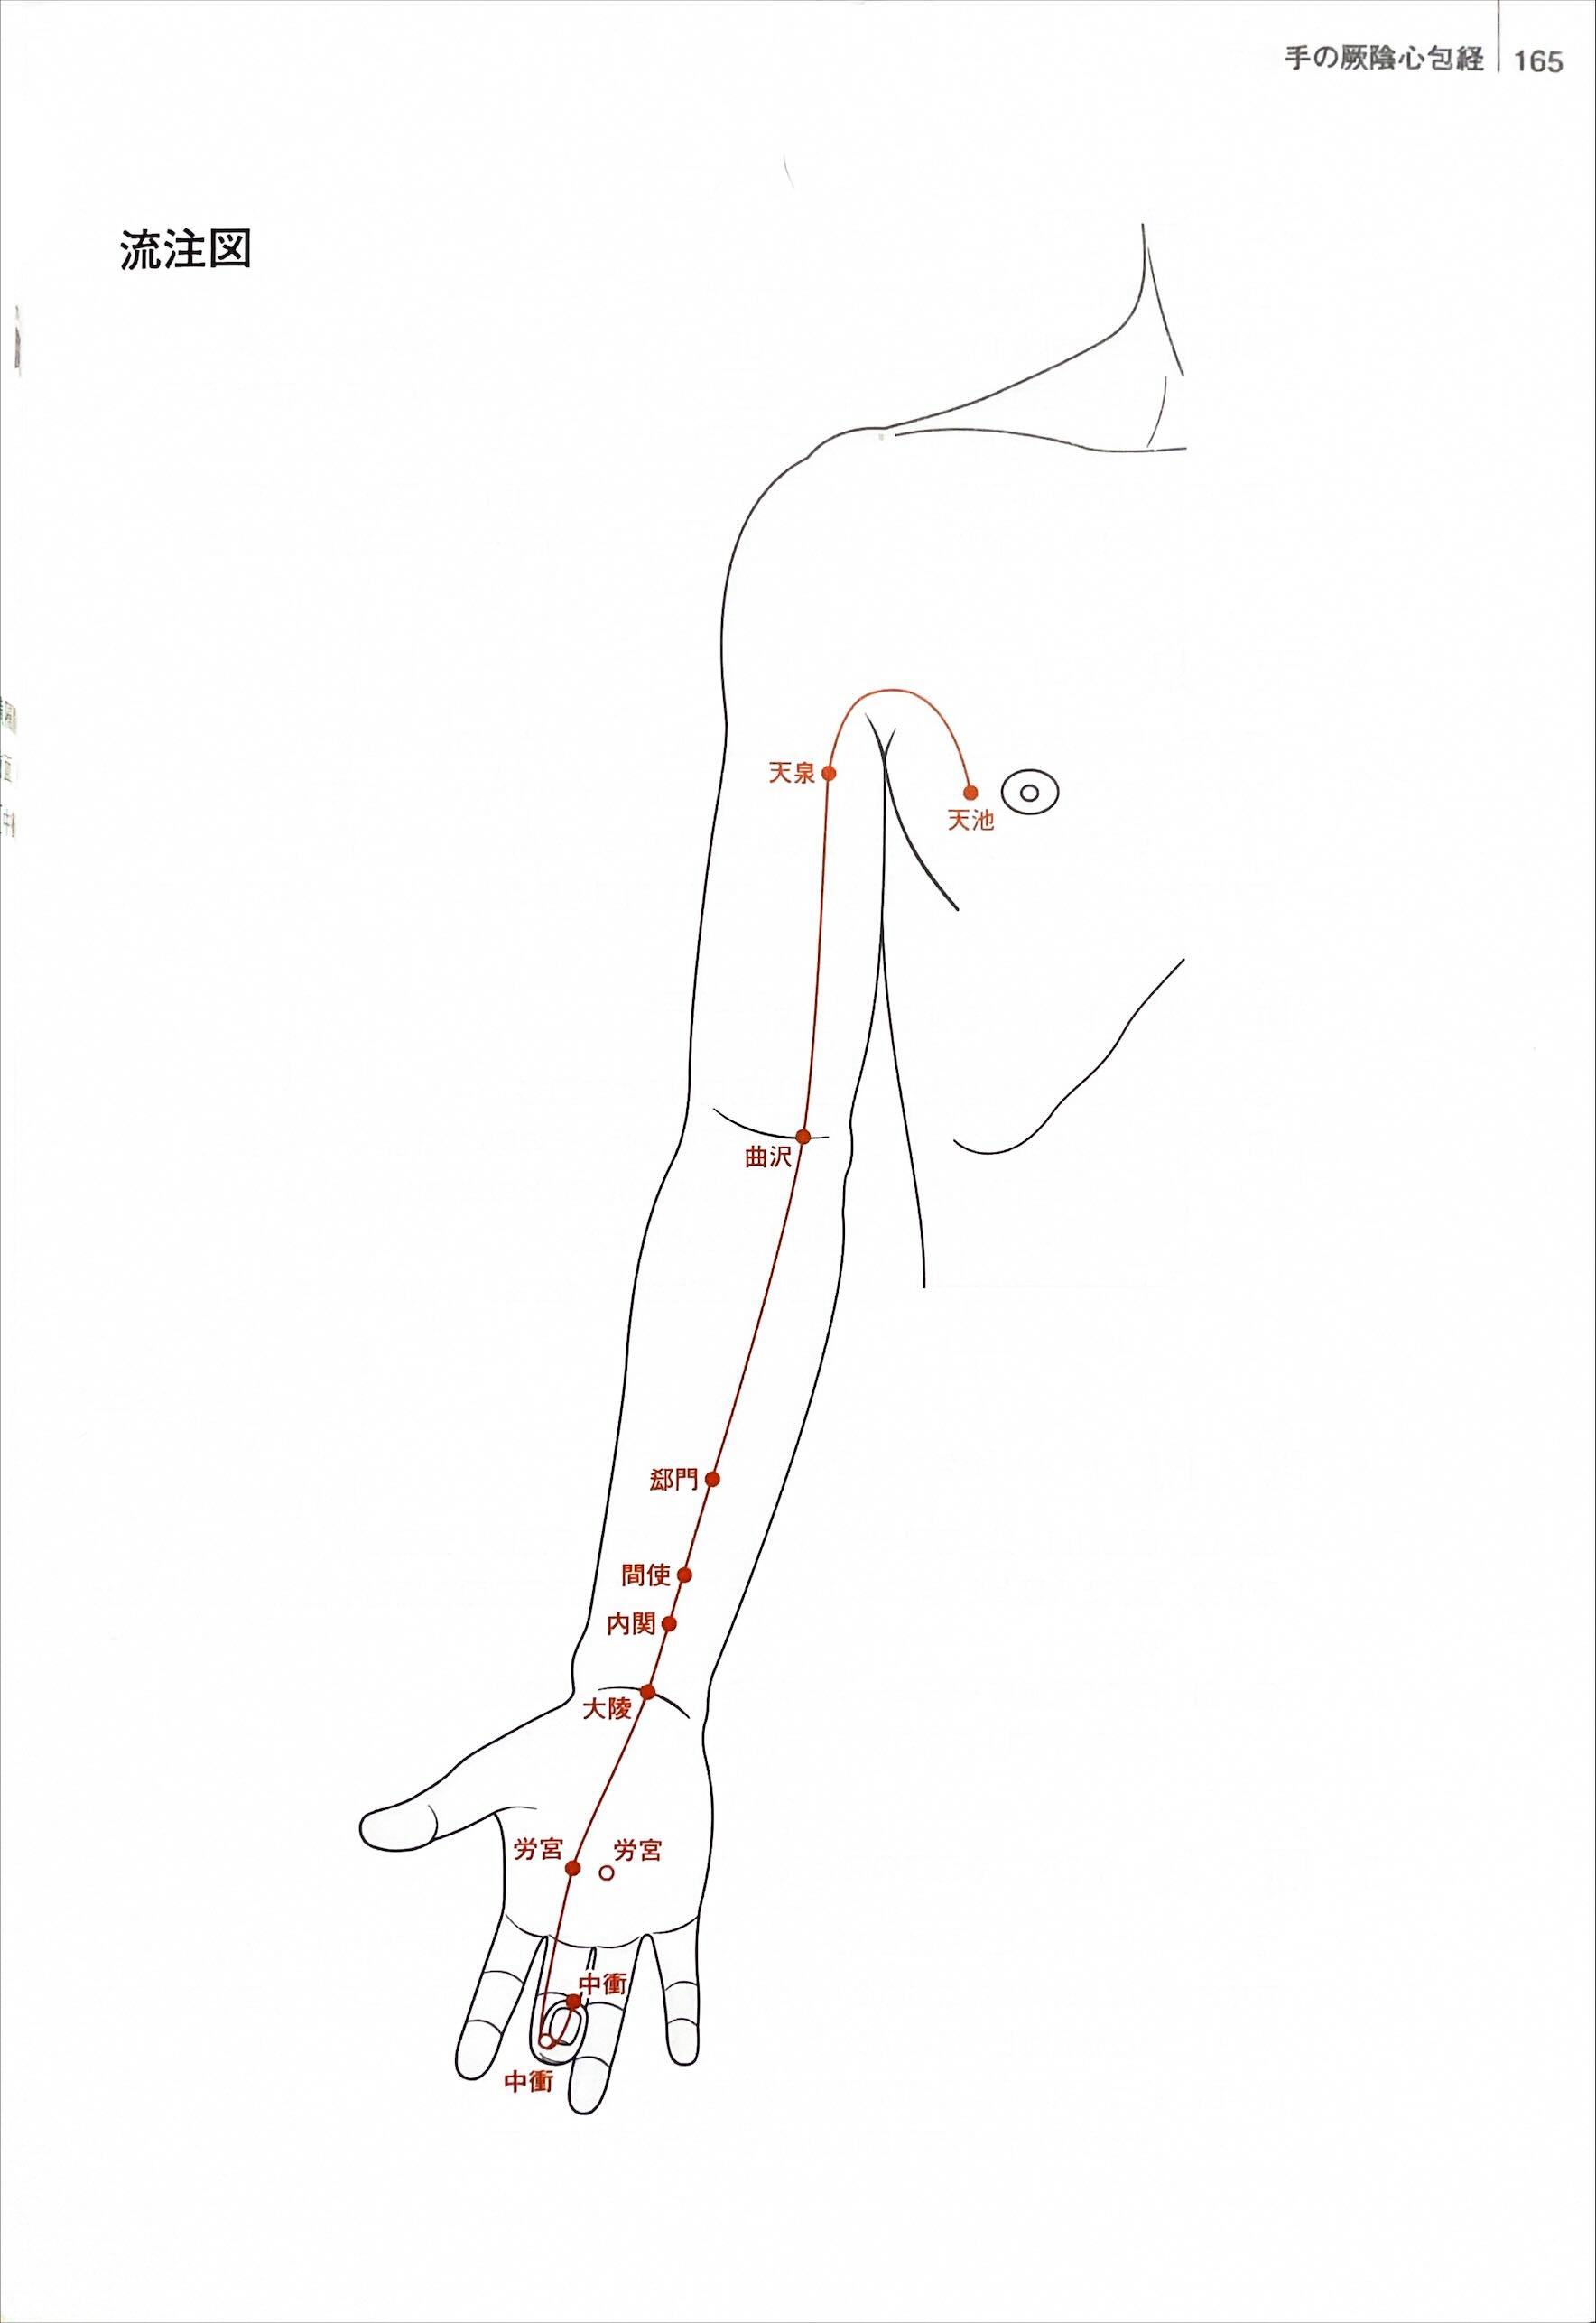 手の厥陰心包経 165
流注図
天泉
天池
曲沢
郄門
間使
内関
大陵
労宮
労宮
中衝
中衝